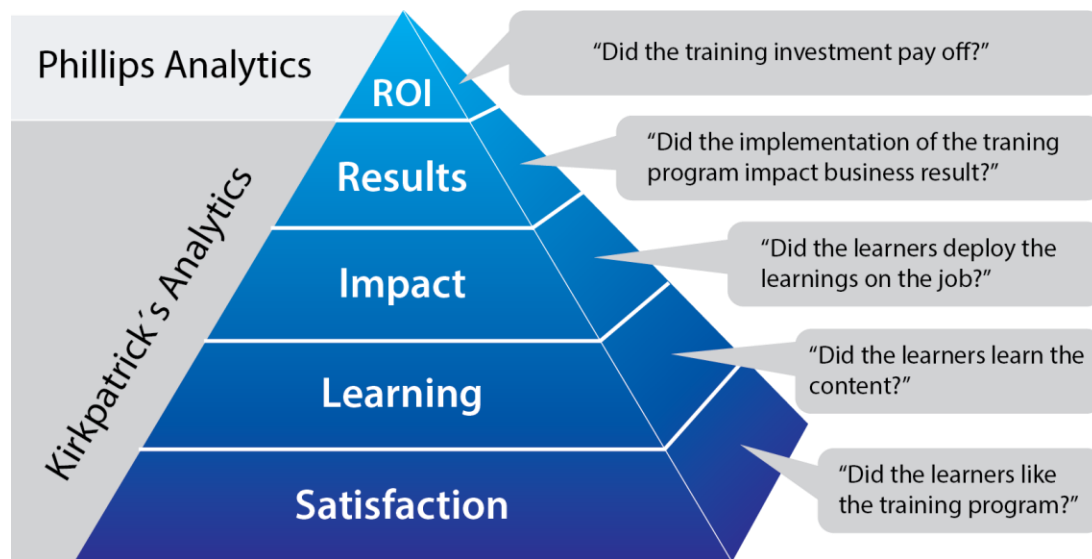 Phillips Analytics
ROI
“Did the training investment pay off?”
Kirkpatrick´s Analytics
Results
“Did the implementation of the traning
program impact business result?”
Impact
“Did the learners deploy the
learnings on the job?”
Learning
“Did the learners learn the
content?”
Satisfaction
“Did the learners like
the training program?”